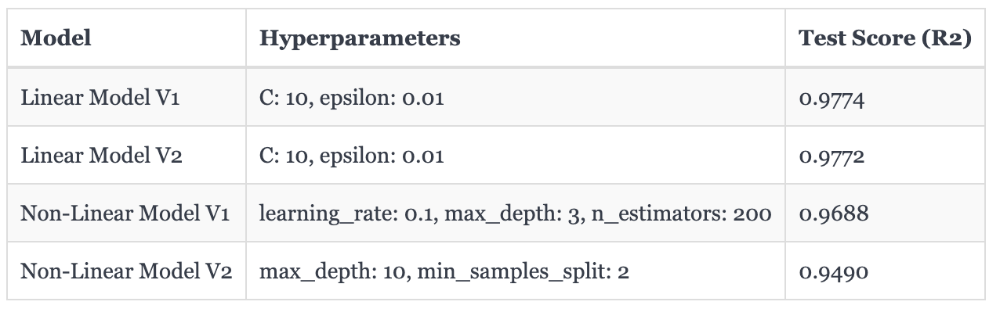 Model Hyperparameters Test Score (R2)
Linear Model V1 C: 10, epsilon: 0.01 0.9774
Linear Model V2 C: 10, epsilon: 0.01 0.9772
Non-Linear Model V1 learning_rate: 0.1, max_depth: 3, n_estimators: 200 0.9688
Non-Linear Model V2 max_depth: 10, min_samples_split: 2 0.9490